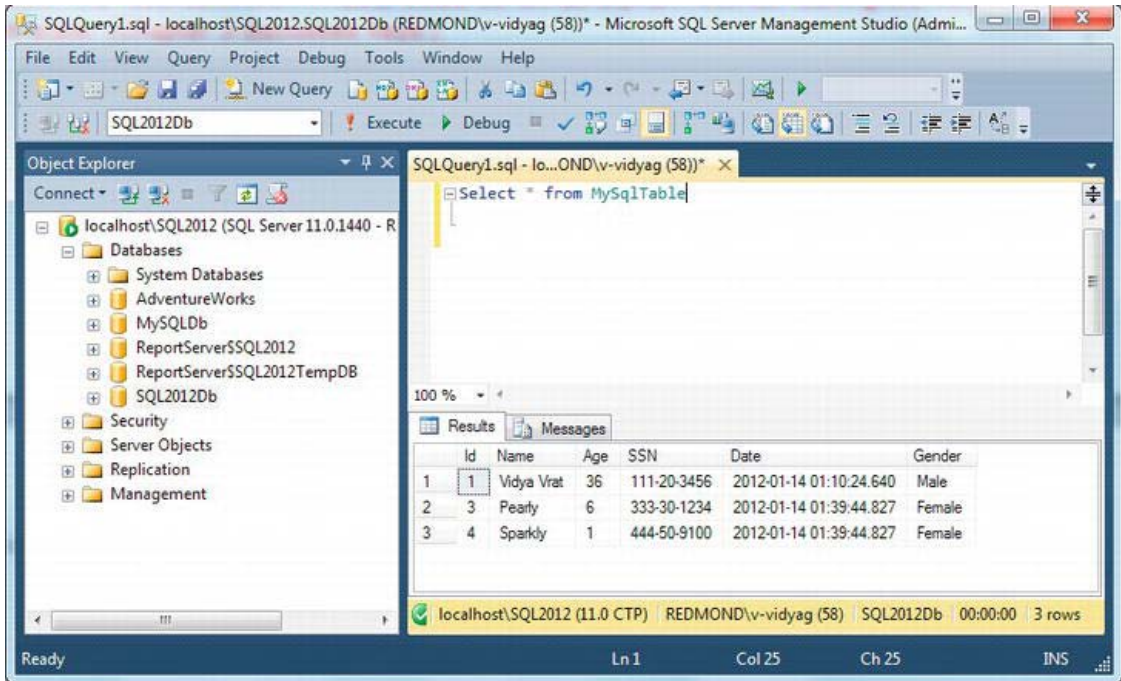 SQLQuery1.sql - localhost\SQL2012.SQL2012Db (REDMOND\v-vidyag (58))* - Microsoft SQL Server Management Studio (Admi...
File Edit View Query Project Debug Tools Window Help
New Query
SQL2012Db Execute Debug
Object Explorer
Connect
localhost\SQL2012 (SQL Server 11.0.1440 - R
Databases
System Databases
AdventureWorks
MySQLDb
ReportServer$SQL2012
ReportServer$SQL2012TempDB
SQL2012Db
Security
Server Objects
Replication
Management
SQLQuery1.sql - lo...OND\v-vidyag (58))*
Select * from MySqlTable
100 %
Results Messages
Id Name Age SSN Date Gender
1 1 Vidya Vrat 36 111-20-3456 2012-01-14 01:10:24.640 Male
2 3 Pearly 6 333-30-1234 2012-01-14 01:39:44.827 Female
3 4 Sparkly 1 444-50-9100 2012-01-14 01:39:44.827 Female
localhost\SQL2012 (11.0 CTP) REDMOND\v-vidyag (58) SQL2012Db 00:00:00 3 rows
Ready Ln 1 Col 25 Ch 25 INS